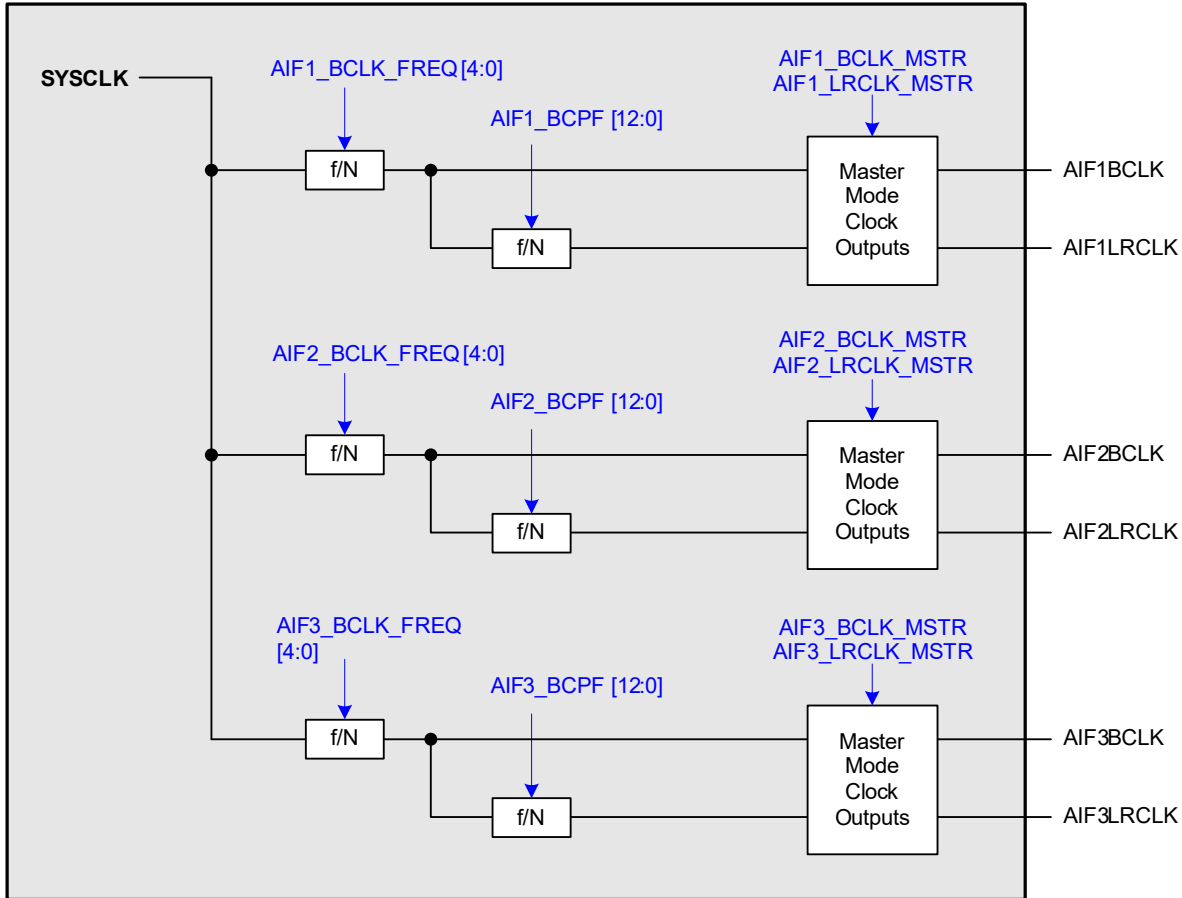 SYSCLK
AIF1_BCLK_FREQ [4:0]
AIF1_BCPF [12:0]
AIF1_BCLK_MSTR
AIF1_LRCLK_MSTR
f/N
f/N
Master
Mode
Clock
Outputs
AIF1BCLK
AIF1LRCLK
AIF2_BCLK_FREQ [4:0]
AIF2_BCPF [12:0]
AIF2_BCLK_MSTR
AIF2_LRCLK_MSTR
f/N
f/N
Master
Mode
Clock
Outputs
AIF2BCLK
AIF2LRCLK
AIF3_BCLK_FREQ
[4:0]
AIF3_BCPF [12:0]
AIF3_BCLK_MSTR
AIF3_LRCLK_MSTR
f/N
f/N
Master
Mode
Clock
Outputs
AIF3BCLK
AIF3LRCLK